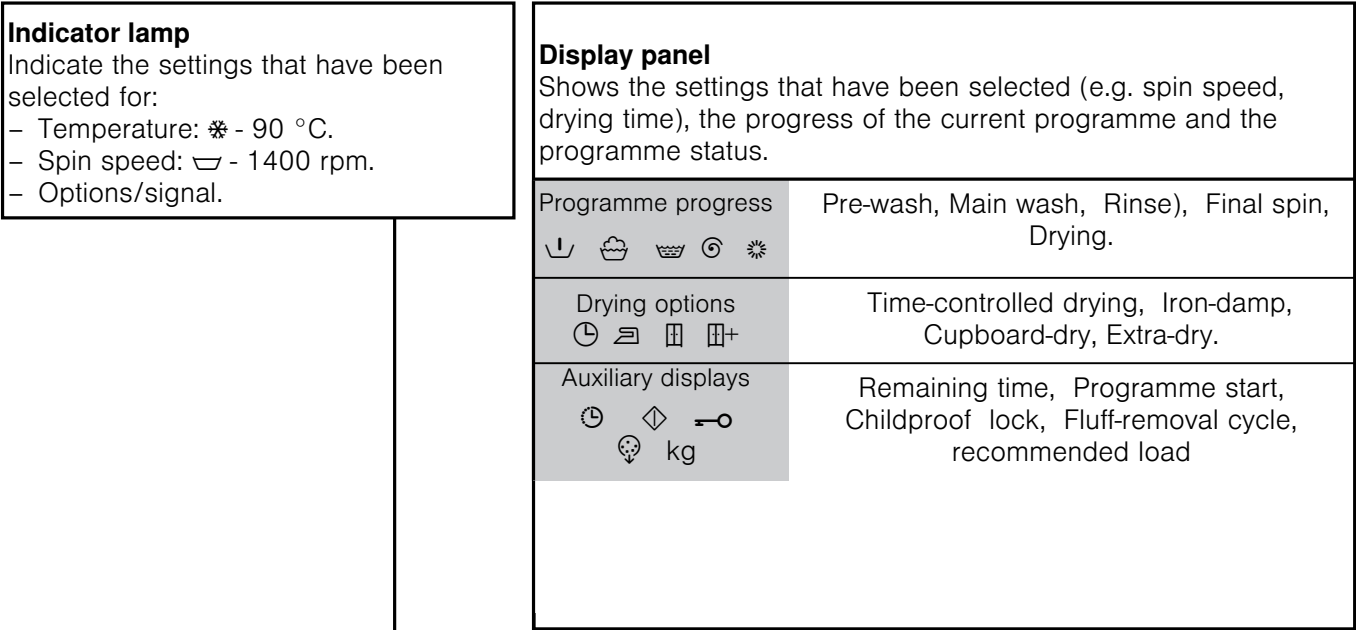 Indicator lamp
Indicate the settings that have been
selected for:
– Temperature: ❄ - 90 °C.
– Spin speed: - 1400 rpm.
– Options/signal.
Display panel
Shows the settings that have been selected (e.g. spin speed,
drying time), the progress of the current programme and the
programme status.
Programme progress
Pre-wash, Main wash, Rinse), Final spin,
Drying.
Drying options
Time-controlled drying, Iron-damp,
Cupboard-dry, Extra-dry.
+
Auxiliary displays
Remaining time, Programme start,
Childproof lock, Fluff-removal cycle,
recommended load
kg